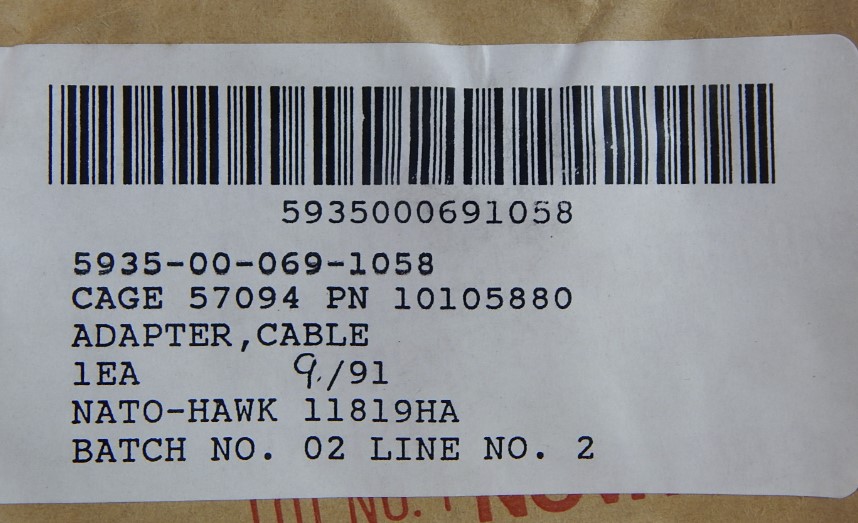 5935000691058
5935-00-069-1058
CAGE 57094 PN 10105880
ADAPTER,CABLE
1EA 9/91
NATO-HAWK 11819HA
BATCH NO. 02 LINE NO. 2
NO.